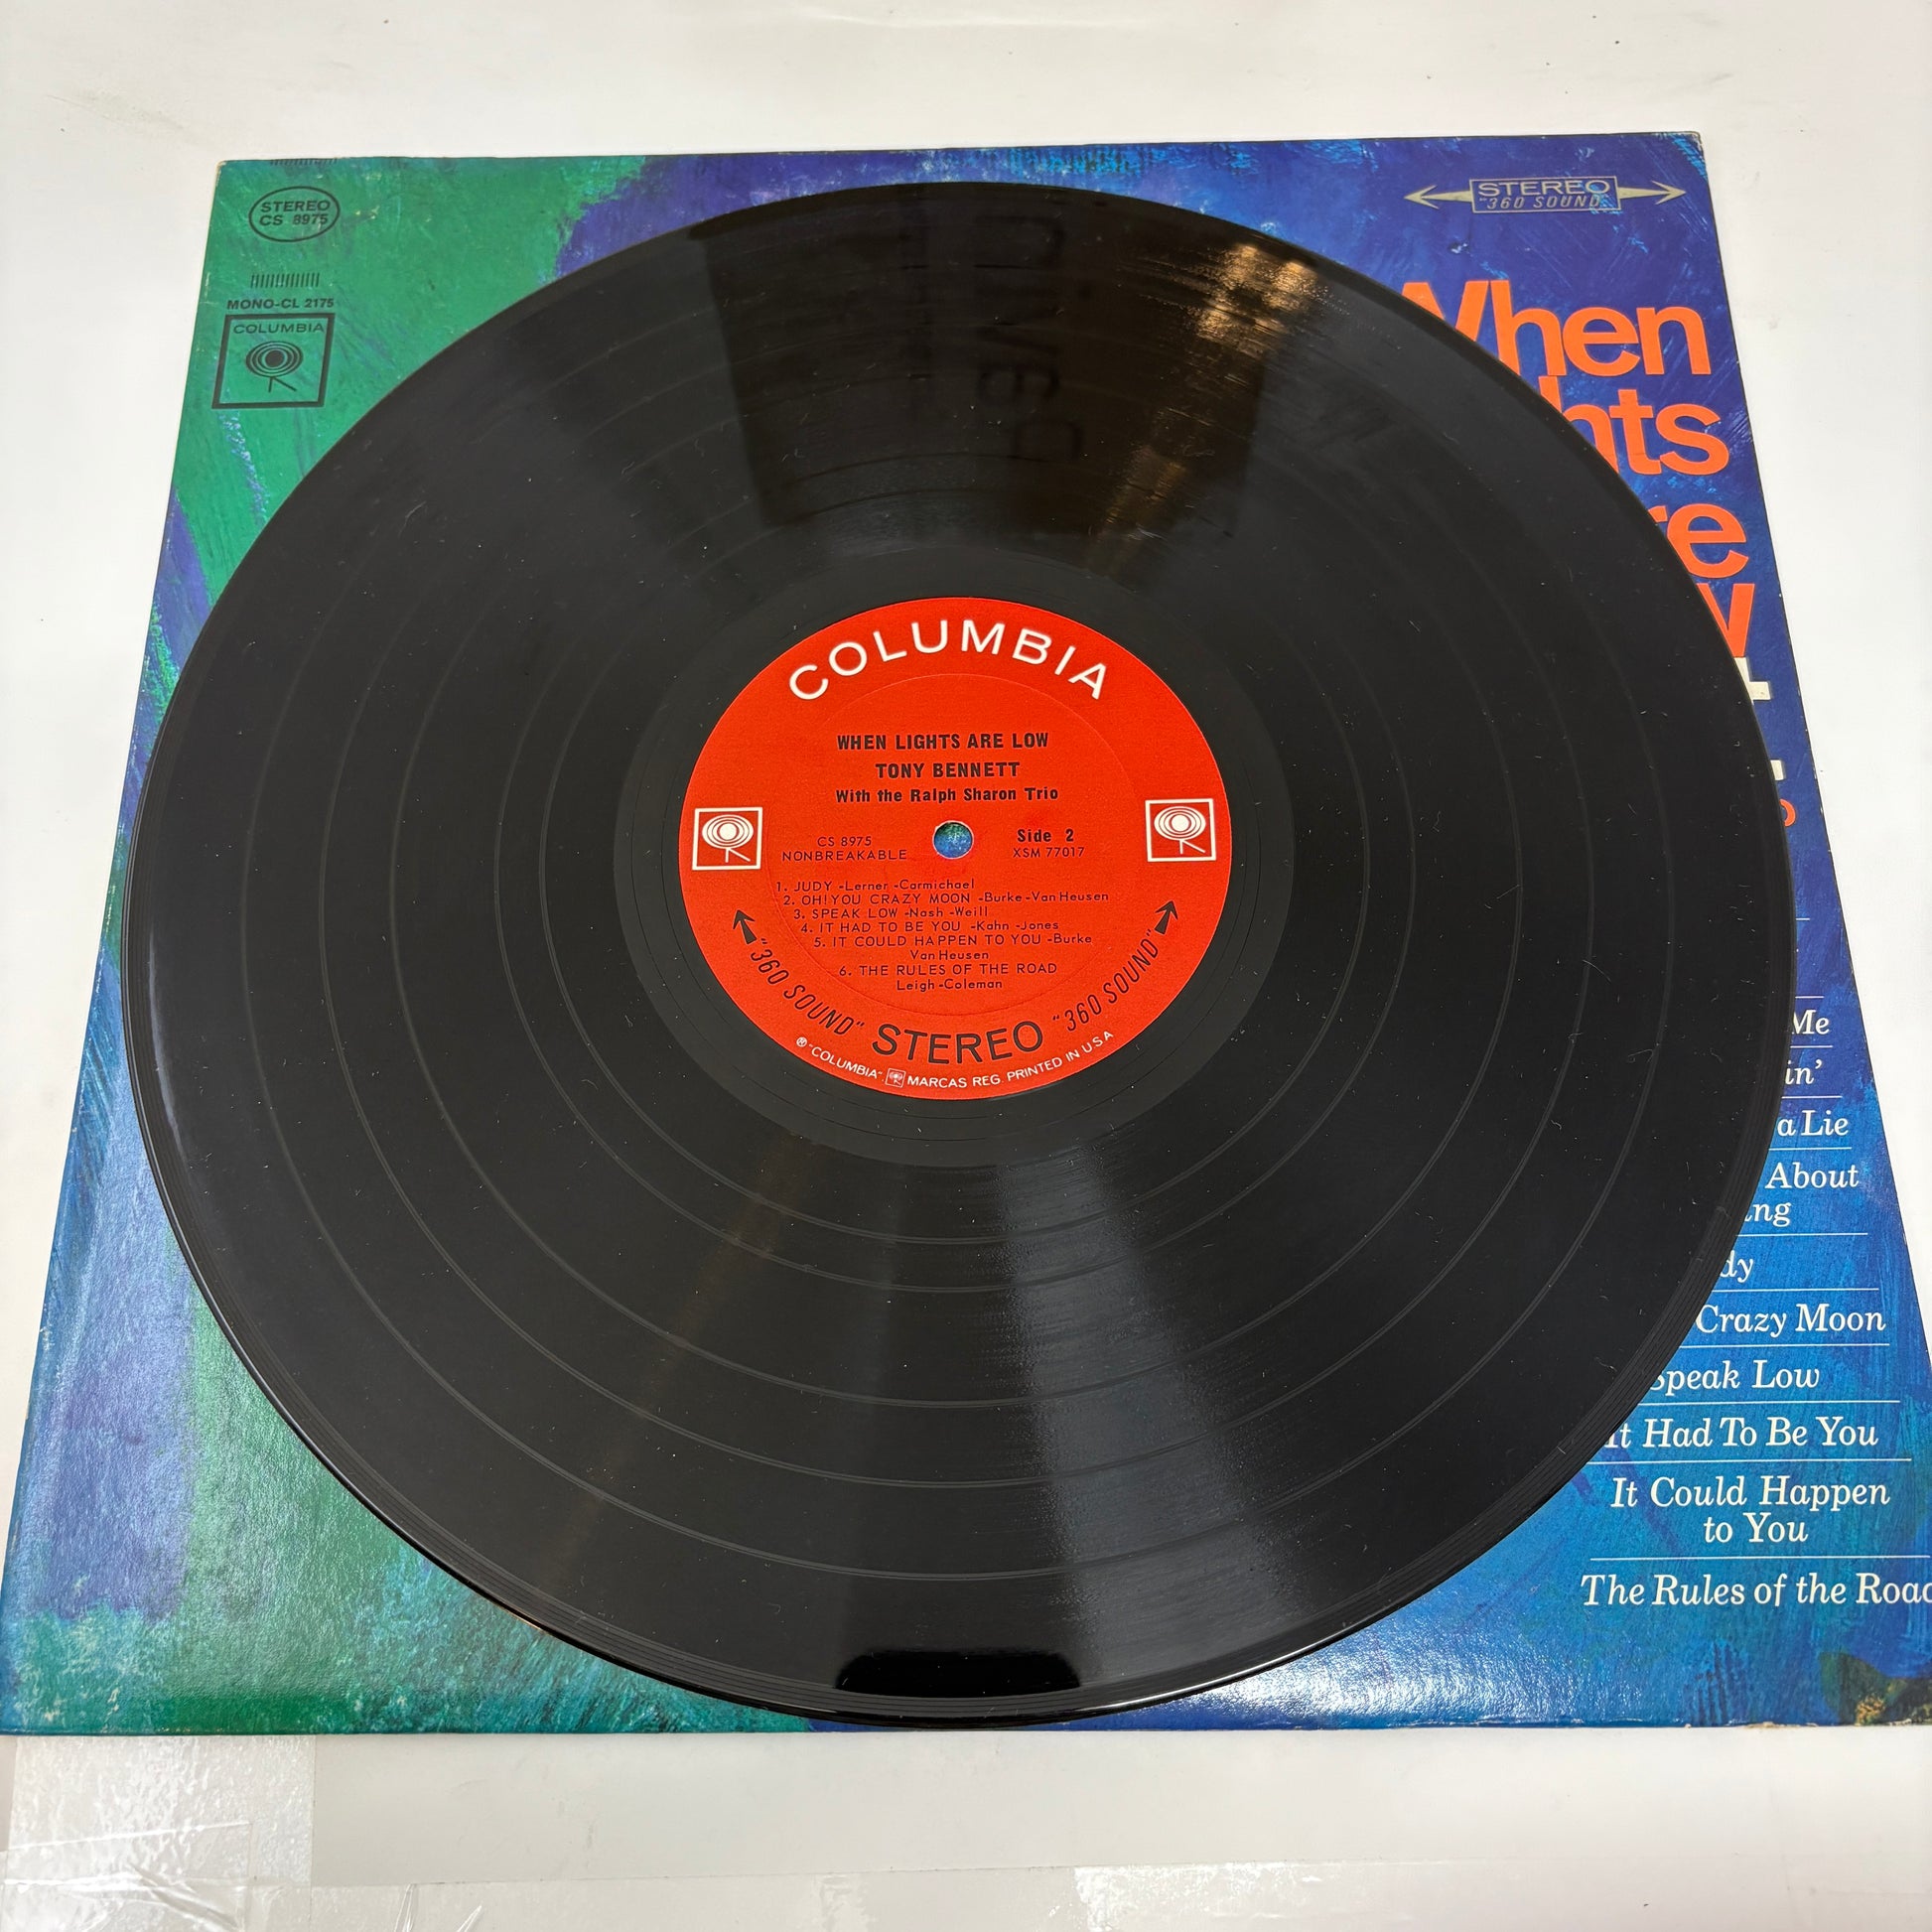 STEREO
CS 8975
MONO-CL 2175
COLUMBIA
STEREO
"360 SOUND"
When
hts
re
w
COLUMBIA
WHEN LIGHTS ARE LOW
TONY BENNETT
With the Ralph Sharon Trio
CS 8975
NONBREAKABLE
Side 2
XSM 77017
1. JUDY -Lerner -Carmichael
2. OH! YOU CRAZY MOON -Burke -Van Heusen
3. SPEAK LOW -Nash -Weill
4. IT HAD TO BE YOU -Kahn -Jones
5. IT COULD HAPPEN TO YOU -Burke
Van Heusen
6. THE RULES OF THE ROAD
Leigh -Coleman
"360 SOUND" STEREO "360 SOUND"
® "COLUMBIA" MARCAS REG. PRINTED IN U.S.A
Me
in'
a Lie
About
ing
dy
Crazy Moon
Speak Low
It Had To Be You
It Could Happen
to You
The Rules of the Road